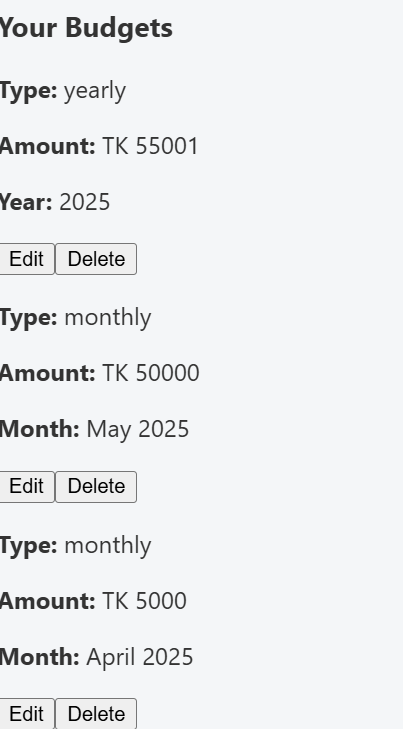 Your Budgets
Type: yearly
Amount: TK 55001
Year: 2025
Edit Delete
Type: monthly
Amount: TK 50000
Month: May 2025
Edit Delete
Type: monthly
Amount: TK 5000
Month: April 2025
Edit Delete